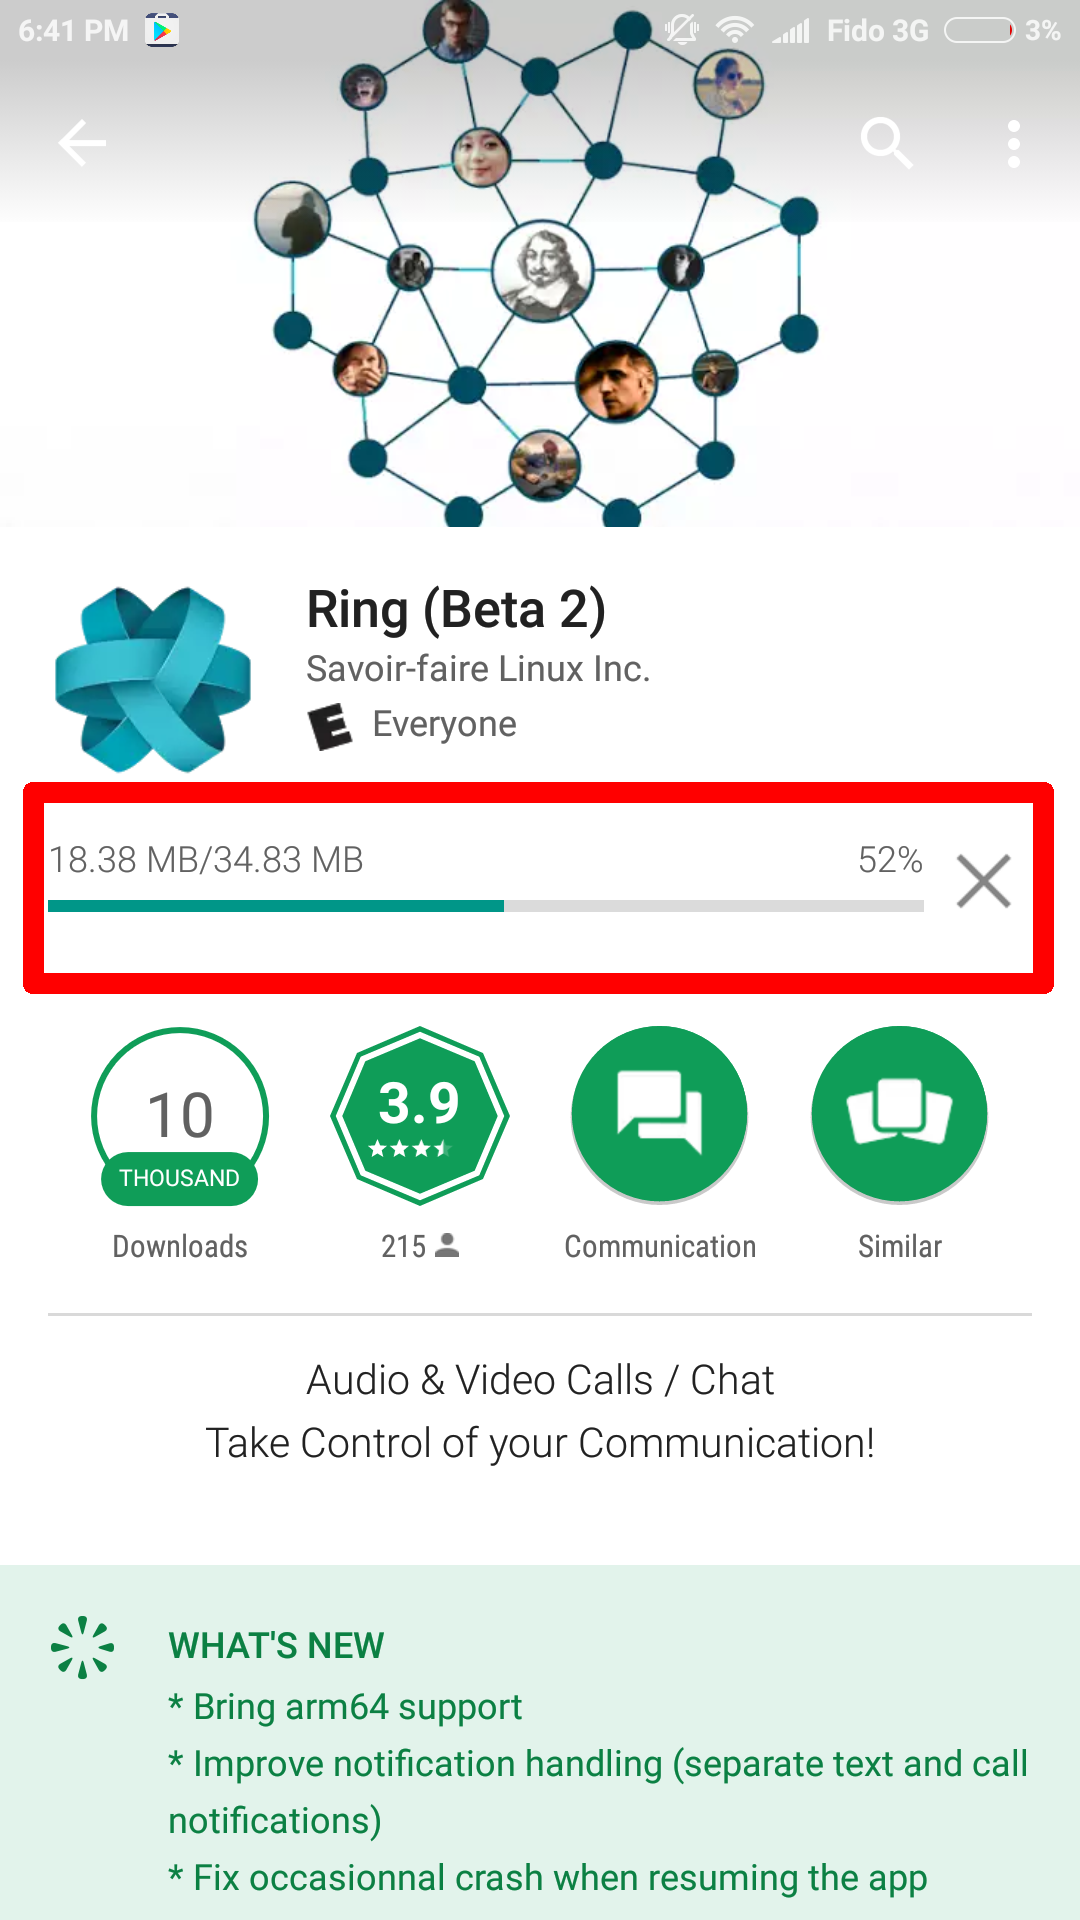 6:41 PM Fido 3G 3%
Ring (Beta 2)
Savoir-faire Linux Inc.
E Everyone
18.38 MB/34.83 MB 52%
10
THOUSAND
Downloads
3.9
215
Communication
Similar
Audio & Video Calls / Chat
Take Control of your Communication!
WHAT'S NEW
* Bring arm64 support
* Improve notification handling (separate text and call
notifications)
* Fix occasionnal crash when resuming the app